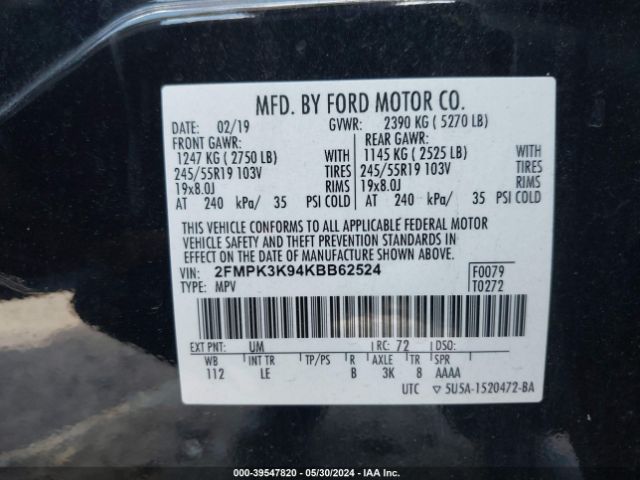 MFD. BY FORD MOTOR CO.
DATE: 02/19 GVWR: 2390 KG ( 5270 LB)
FRONT GAWR: REAR GAWR:
1247 KG ( 2750 LB) WITH 1145 KG ( 2525 LB) WITH
245/55R19 103V TIRES 245/55R19 103V TIRES
19x8.0J RIMS 19x8.0J RIMS
AT 240 kPa/ 35 PSI COLD AT 240 kPa/ 35 PSI COLD
THIS VEHICLE CONFORMS TO ALL APPLICABLE FEDERAL MOTOR
VEHICLE SAFETY AND THEFT PREVENTION STANDARDS IN
EFFECT ON THE DATE OF MANUFACTURE SHOWN ABOVE.
VIN: 2FMPK3K94KBB62524 F0079
TYPE: MPV T0272
EXT PNT: UM RC: 72 DSO:
WB INT TR TP/PS R AXLE TR SPR
112 LE B 3K 8 AAAA
UTC ▽ 5U5A-1520472-BA
000-39547820 - 05/30/2024 - IAA Inc.